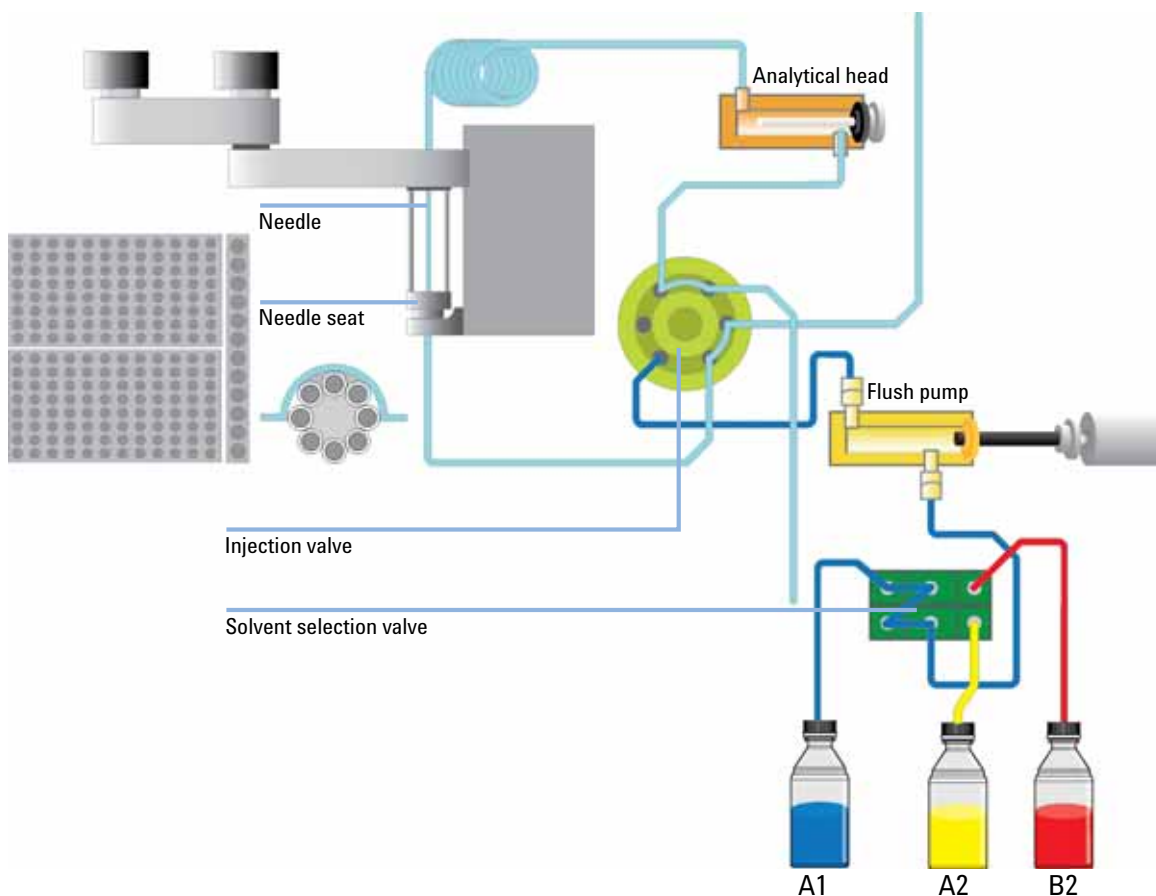 Analytical head
Needle
Needle seat
Flush pump
Injection valve
Solvent selection valve
A1
A2
B2